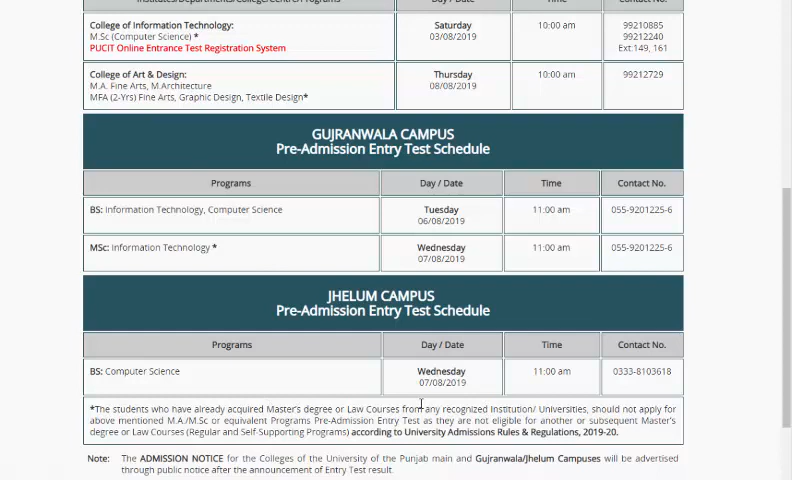 College of Information Technology:
M.Sc (Computer Science) *
PUCIT Online Entrance Test Registration System
Saturday
03/08/2019
10:00 am
99210885
99212240
Ext:149, 161
College of Art & Design:
M.A. Fine Arts, M.Architecture
MFA (2-Yrs) Fine Arts, Graphic Design, Textile Design*
Thursday
08/08/2019
10:00 am
99212729
GUJRANWALA CAMPUS
Pre-Admission Entry Test Schedule
Programs Day / Date Time Contact No.
BS: Information Technology, Computer Science
Tuesday
06/08/2019
11:00 am
055-9201225-6
MSc: Information Technology *
Wednesday
07/08/2019
11:00 am
055-9201225-6
JHELUM CAMPUS
Pre-Admission Entry Test Schedule
Programs Day / Date Time Contact No.
BS: Computer Science
Wednesday
07/08/2019
11:00 am
0333-8103618
*The students who have already acquired Master's degree or Law Courses from any recognized Institution/ Universities, should not apply for
above mentioned M.A./M.Sc or equivalent Programs Pre-Admission Entry Test as they are not eligible for another or subsequent Master's
degree or Law Courses (Regular and Self-Supporting Programs) according to University Admissions Rules & Regulations, 2019-20.
Note: The ADMISSION NOTICE for the Colleges of the University of the Punjab main and Gujranwala/Jhelum Campuses will be advertised
through public notice after the announcement of Entry Test result.